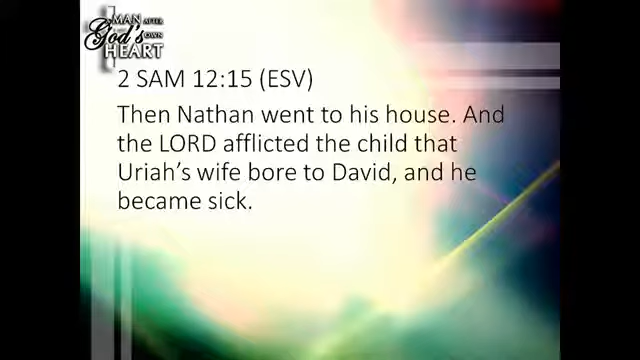 MAN AFTER
God's OWN
HEART
2 SAM 12:15 (ESV)
Then Nathan went to his house. And
the LORD afflicted the child that
Uriah’s wife bore to David, and he
became sick.